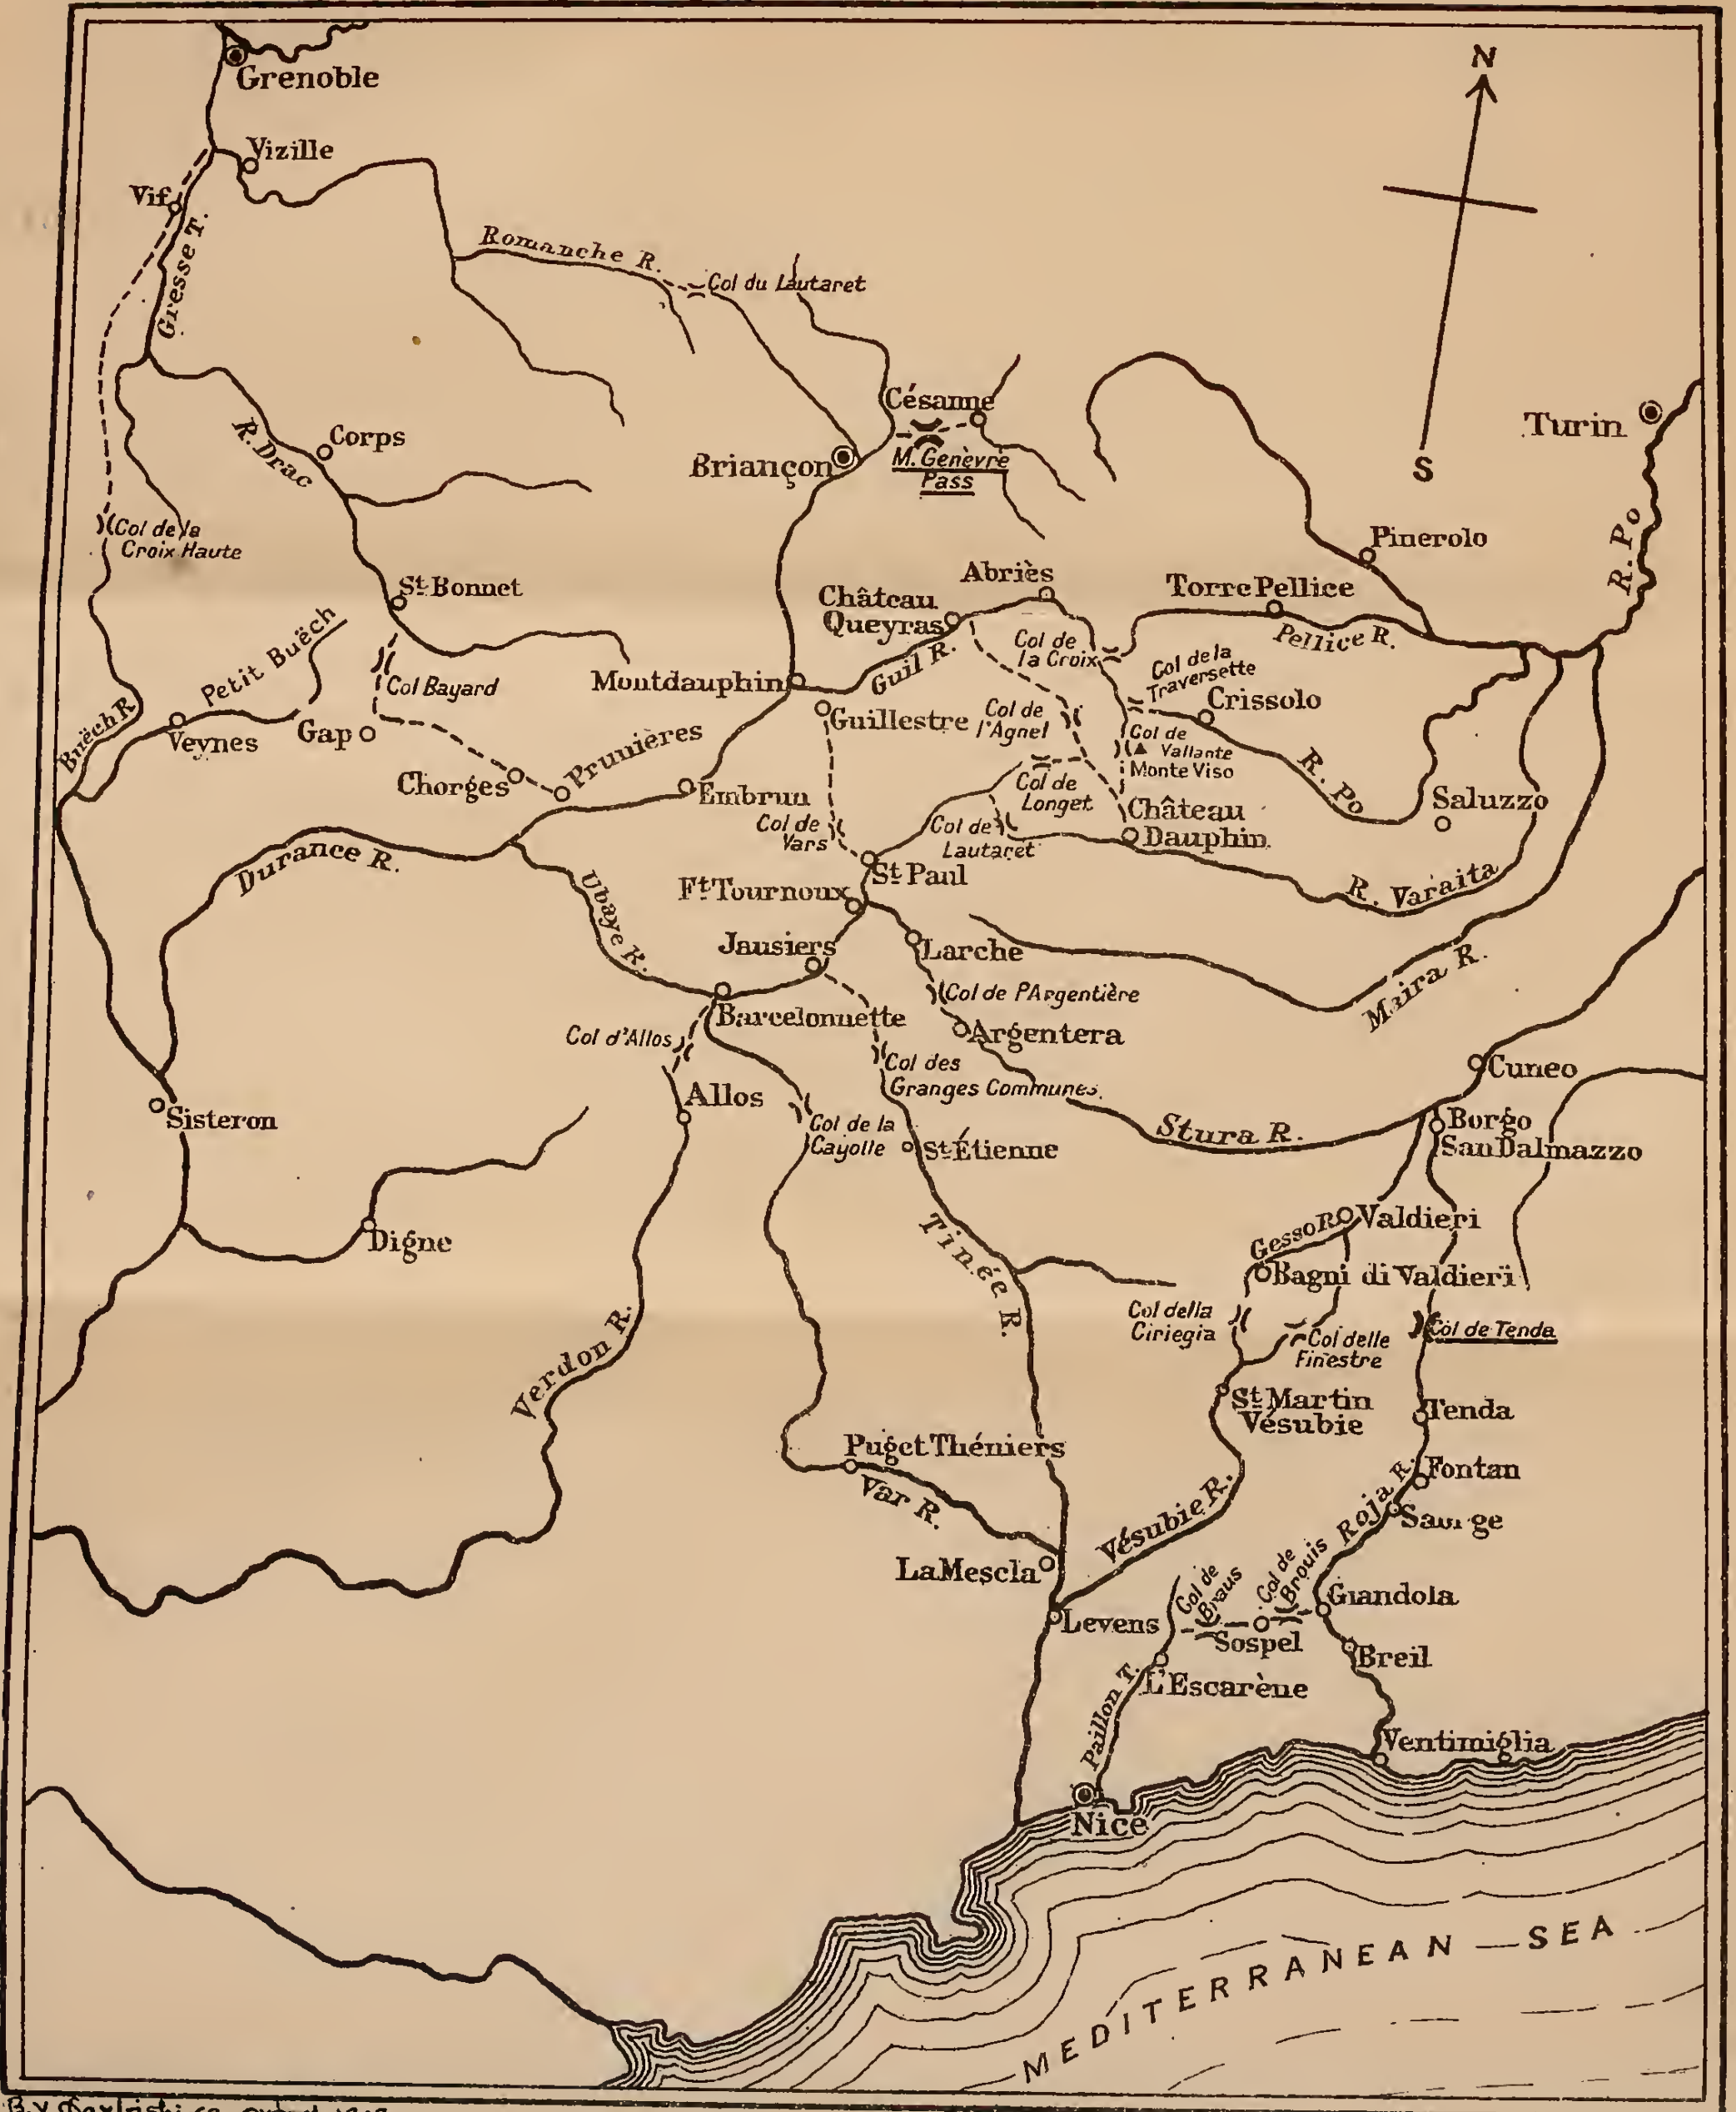 N
Grenoble
Vizille
Vif
Gresse T.
Romanche R.
Col du Lautaret
Césanne
Turin
R. Drac
Corps
Briançon
M. Genèvre
Pass
S
R. Po
Col de la
Croix Haute
Pinerolo
Abriès
Torre Pellice
St. Bonnet
Château
Queyras
Pellice R.
Petit Buëch
Col de
la Croix
Guil R.
Col de la
Traversette
Montdauphin
Col Bayard
Crissolo
Buëch R.
Veynes
Gap
Guillestre
Col de
l'Agnel
Col de
Vallante
Monte Viso
Prunières
Chorges
Embrun
Col de
Longet
R. Po
Saluzzo
Château
Dauphin
Col de
Vars
Col de
Lautaret
Durance R.
St. Paul
R. Varaita
Ft. Tournoux
Ubaye R.
Jausiers
Larche
Maira R.
Col de l'Argentière
Barcelonnette
Argentera
Col d'Allos
Col des
Granges Communes
Cuneo
Allos
Sisteron
Col de la
Cayolle
St. Étienne
Stura R.
Borgo
San Dalmazzo
Digne
Tinée R.
Gesso R.
Valdieri
Bagni di Valdieri
Col della
Ciriegia
Col delle
Finestre
Col de Tenda
Verdon R.
St. Martin
Vésubie
Tenda
Puget Théniers
Var R.
Fontan
Roja R.
Vésubie R.
La Mescla
Col de
Braus
Col de
Brouis
Giandola
Levens
Sospel
Breil
L'Escarène
Paillon T.
Ventimiglia
Nice
MEDITERRANEAN SEA